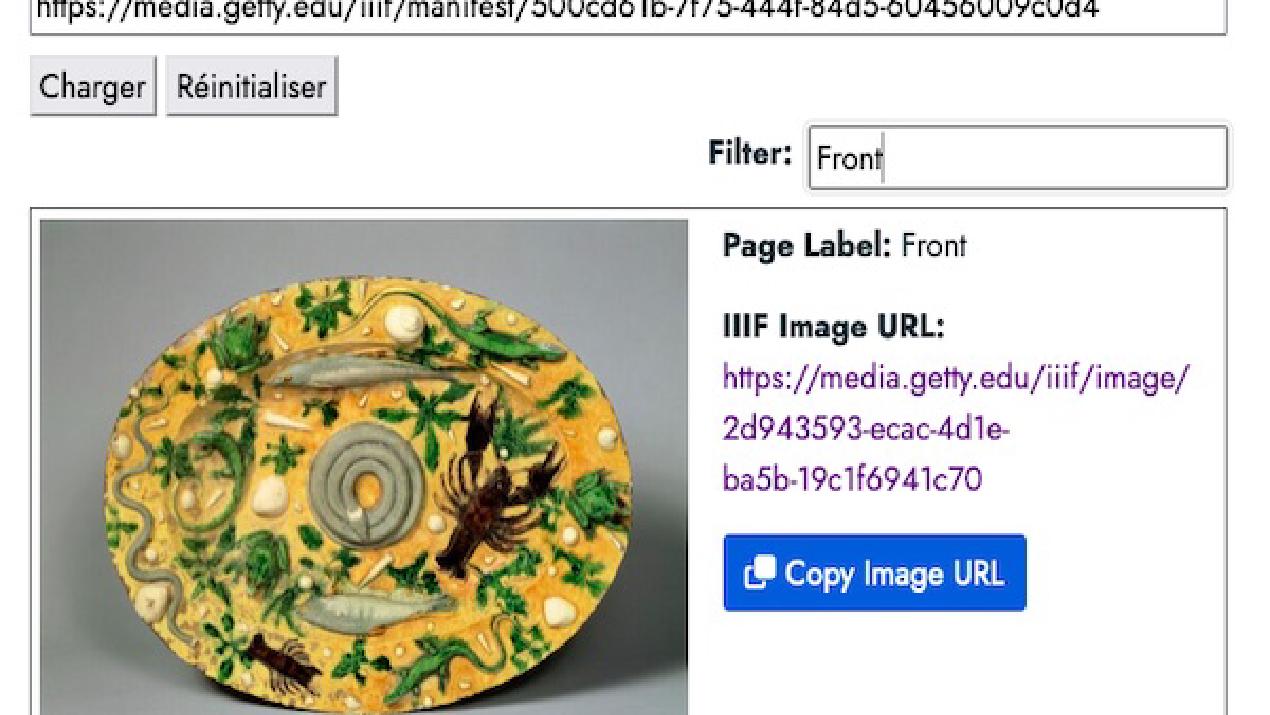 https://media.getty.edu/iiif/manifest/500cd61b-7f75-444f-84d5-60456009c0d4
Charger Réinitialiser
Filter: Front
Page Label: Front
IIIF Image URL:
https://media.getty.edu/iiif/image/
2d943593-ecac-4d1e-
ba5b-19c1f6941c70
Copy Image URL